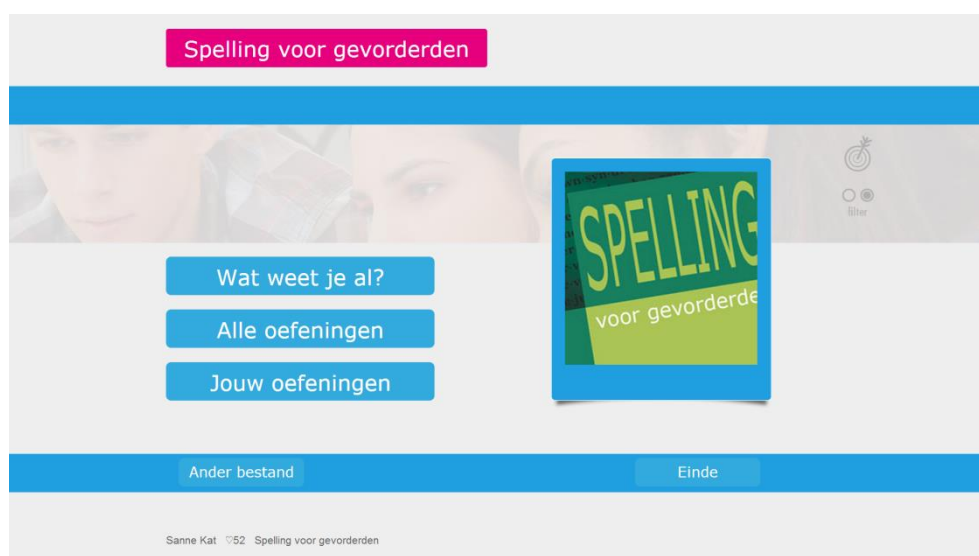 Spelling voor gevorderden
filter
SPELLING
voor gevorderde
Wat weet je al?
Alle oefeningen
Jouw oefeningen
Ander bestand
Einde
Sanne Kat ♡52 Spelling voor gevorderden